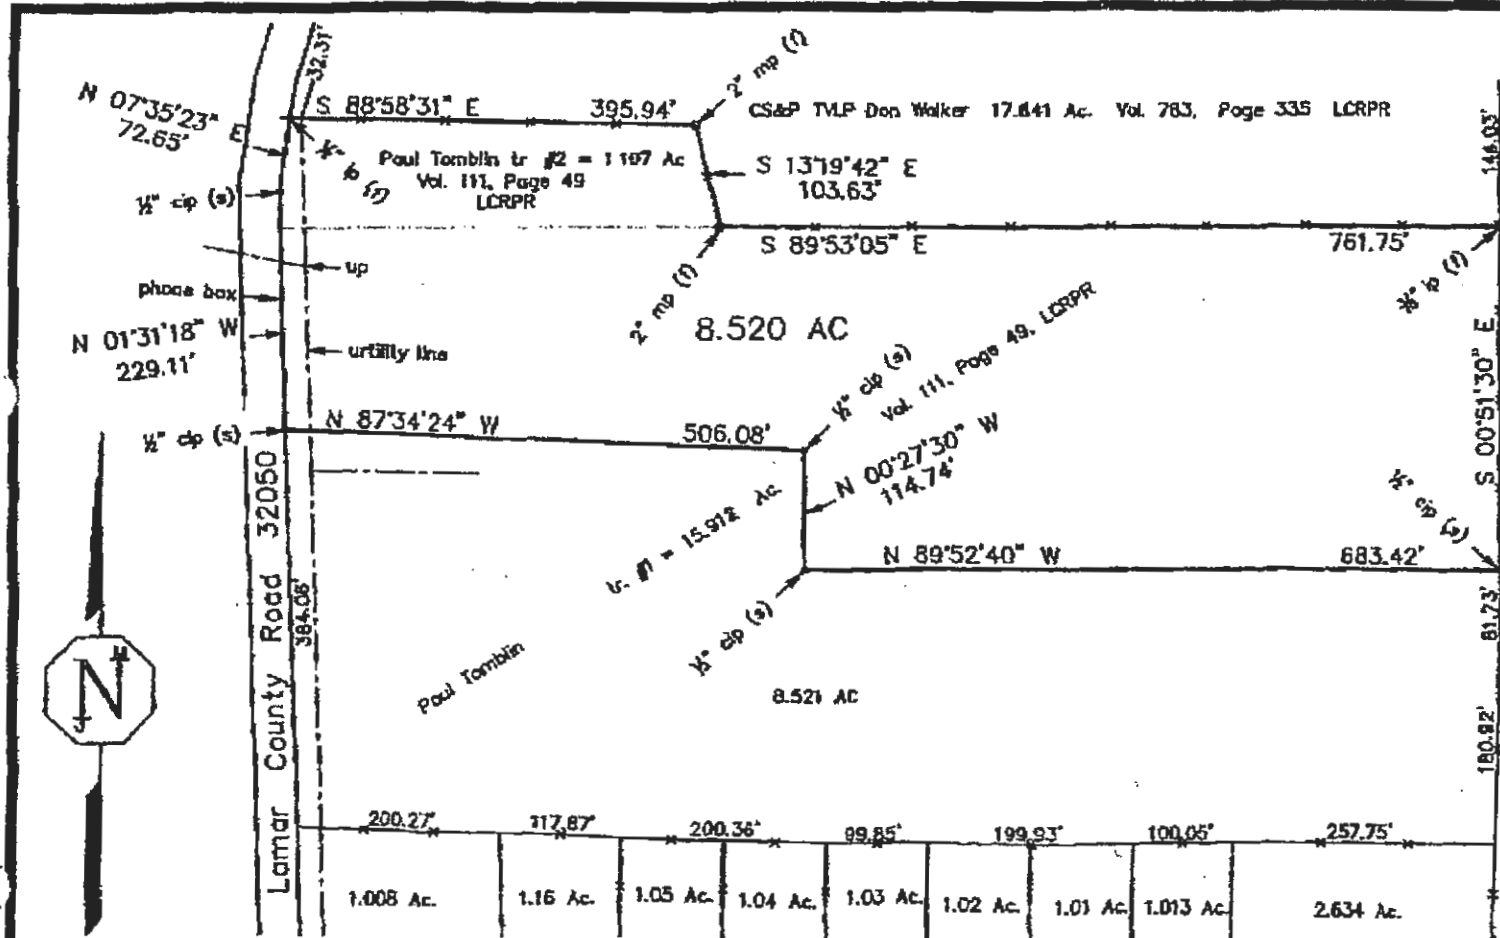 32.31'
2" mp (f)
N 07°35'23" E
72.65'
S 88°58'31" E 395.94'
CS&P TVLP Don Walker 17.641 Ac. Vol. 783, Page 335 LCRPR
146.03'
Paul Tomblin tr #2 = 1.107 Ac
Vol. 111, Page 49
LCRPR
S 13°19'42" E
103.63'
½" cip (s)
S 89°53'05" E 761.75'
up
2" mp (f)
⅜" ip (f)
phone box
8.520 AC
N 01°31'18" W
229.11'
urtilily line
S 00°51'30" E
½" cip (s)
Vol. 111, Page 49, LCRPR
½" cip (s)
N 87°34'24" W 506.08'
N 00°27'30" W
114.74'
½" cip (s)
tr. #1 = 15.912 Ac.
N 89°52'40" W 683.42'
Lamar County Road 32050
384.06'
81.73'
½" cip (s)
Paul Tomblin
8.521 AC
N
J M
180.92'
200.27' 117.87' 200.36' 99.85' 199.93' 100.05' 257.75'
1.008 Ac. 1.16 Ac. 1.05 Ac. 1.04 Ac. 1.03 Ac. 1.02 Ac. 1.01 Ac. 1.013 Ac. 2.634 Ac.